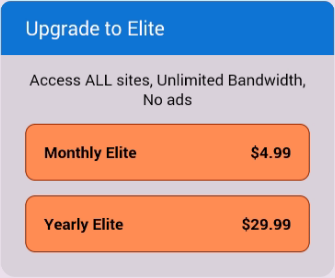 Upgrade to Elite
Access ALL sites, Unlimited Bandwidth,
No ads
Monthly Elite $4.99
Yearly Elite $29.99